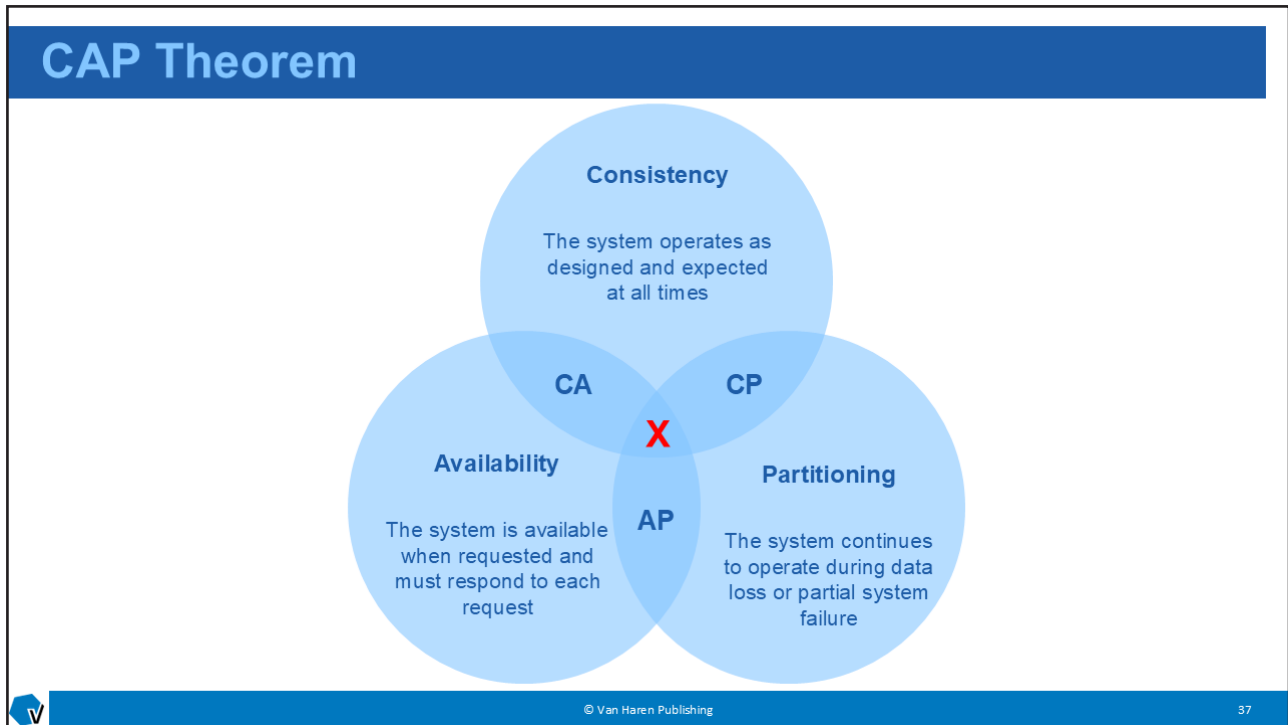 CAP Theorem
Consistency
The system operates as
designed and expected
at all times
CA
CP
X
Availability
The system is available
when requested and
must respond to each
request
AP
Partitioning
The system continues
to operate during data
loss or partial system
failure
V
© Van Haren Publishing
37